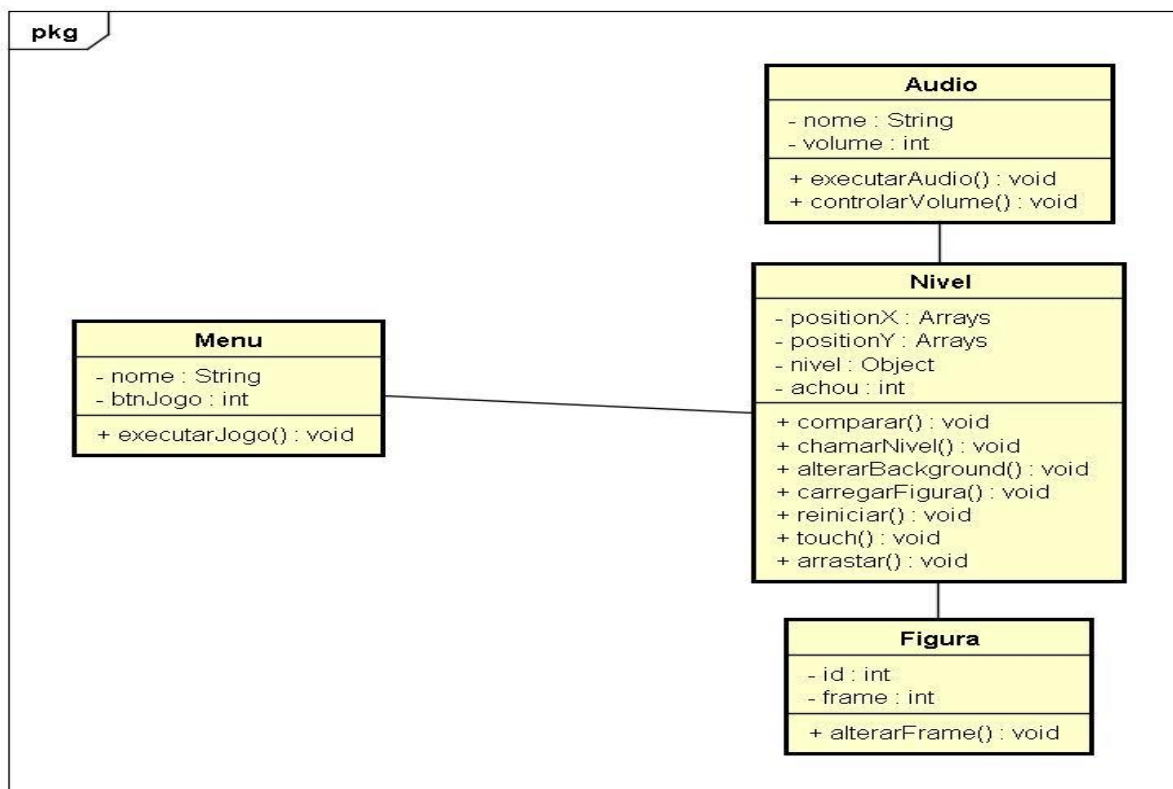 pkg
Audio
- nome : String
- volume : int
+ executarAudio() : void
+ controlarVolume() : void
Menu
- nome : String
- btnJogo : int
+ executarJogo() : void
Nivel
- positionX : Arrays
- positionY : Arrays
- nivel : Object
- achou : int
+ comparar() : void
+ chamarNivel() : void
+ alterarBackground() : void
+ carregarFigura() : void
+ reiniciar() : void
+ touch() : void
+ arrastar() : void
Figura
- id : int
- frame : int
+ alterarFrame() : void